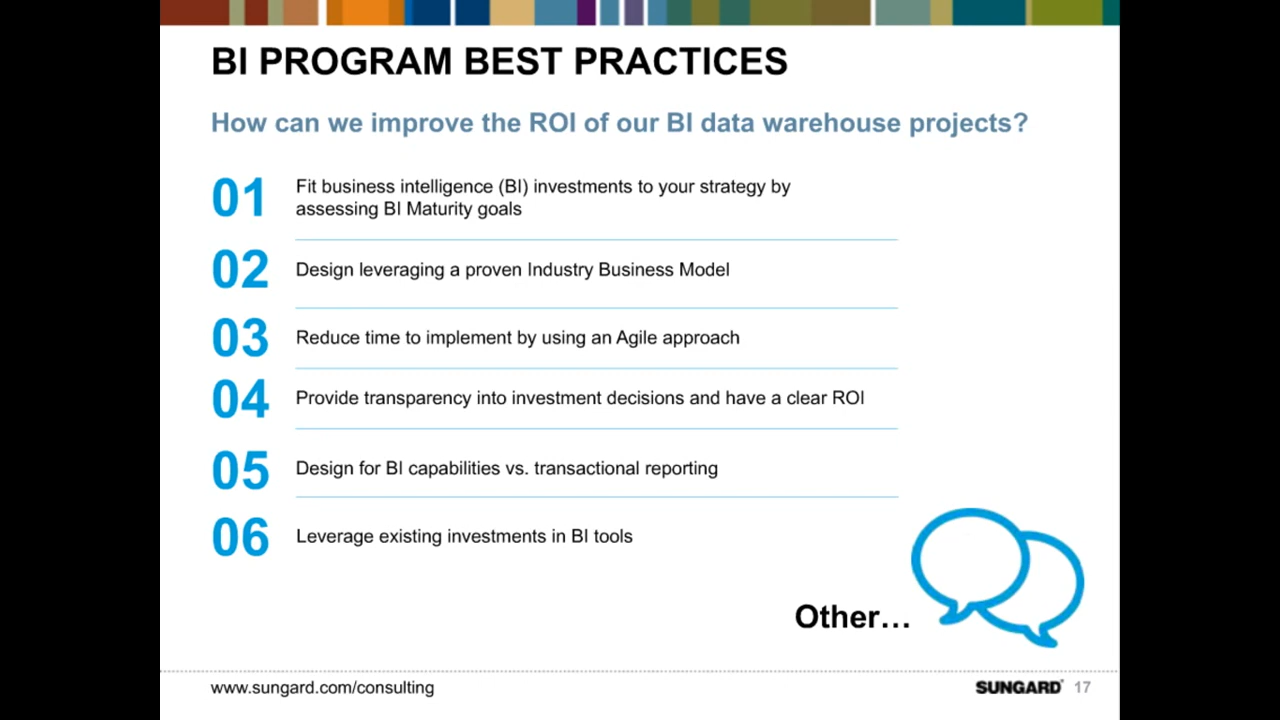 BI PROGRAM BEST PRACTICES
How can we improve the ROI of our BI data warehouse projects?
01
Fit business intelligence (BI) investments to your strategy by
assessing BI Maturity goals
02
Design leveraging a proven Industry Business Model
03
Reduce time to implement by using an Agile approach
04
Provide transparency into investment decisions and have a clear ROI
05
Design for BI capabilities vs. transactional reporting
06
Leverage existing investments in BI tools
Other…
www.sungard.com/consulting
SUNGARD® 17